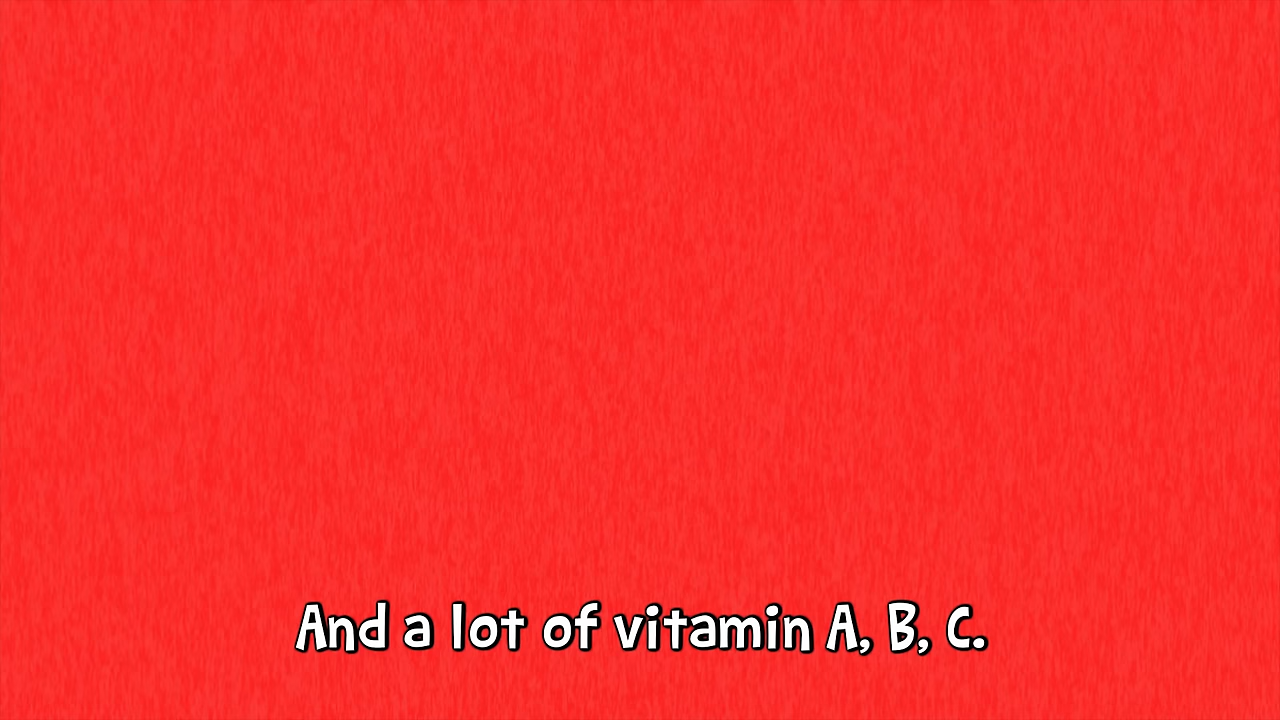 And a lot of vitamin A, B, C.